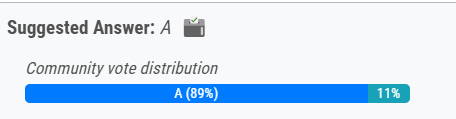 Suggested Answer: A
Community vote distribution
A (89%) 11%